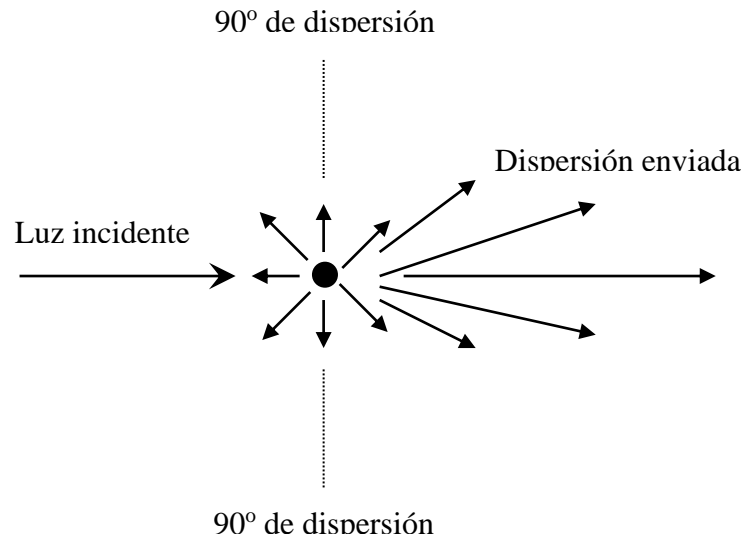 90º de dispersión
Dispersión enviada
Luz incidente
90º de dispersión